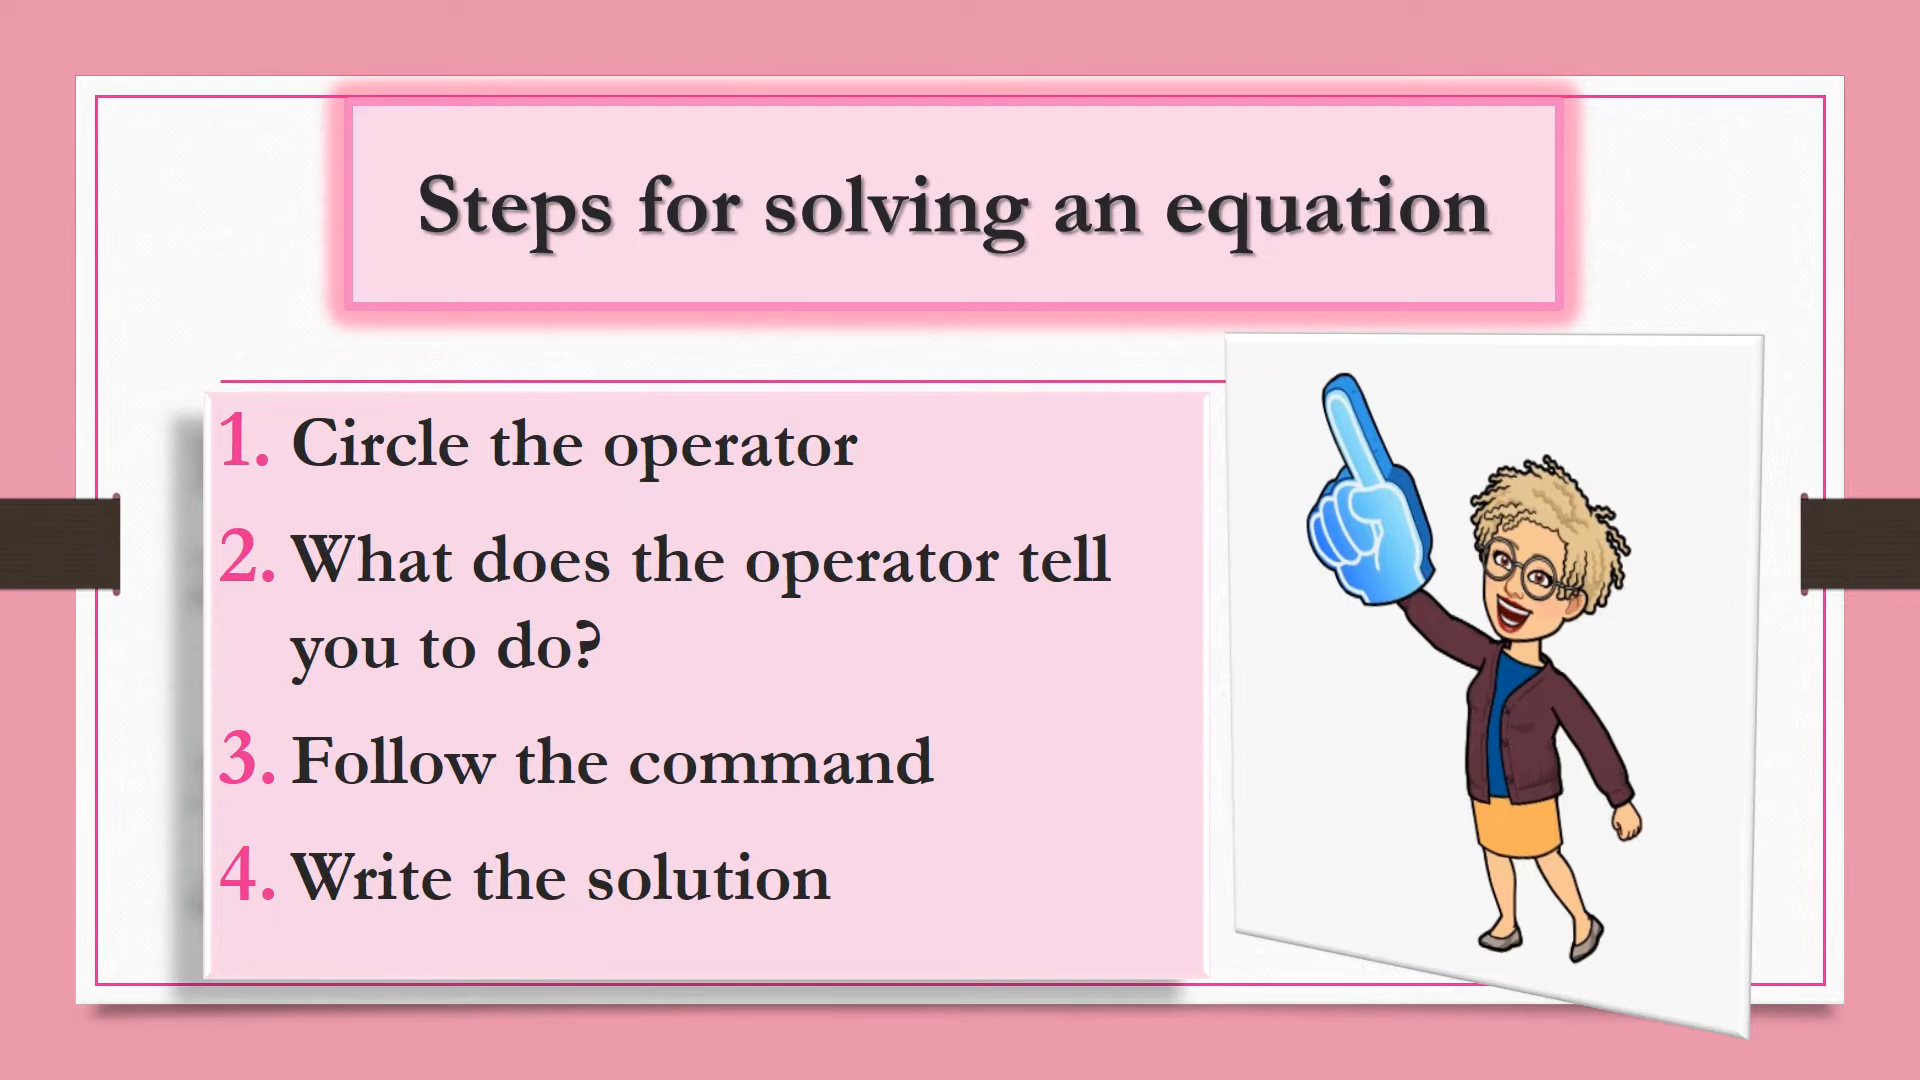 Steps for solving an equation
1. Circle the operator
2. What does the operator tell
you to do?
3. Follow the command
4. Write the solution